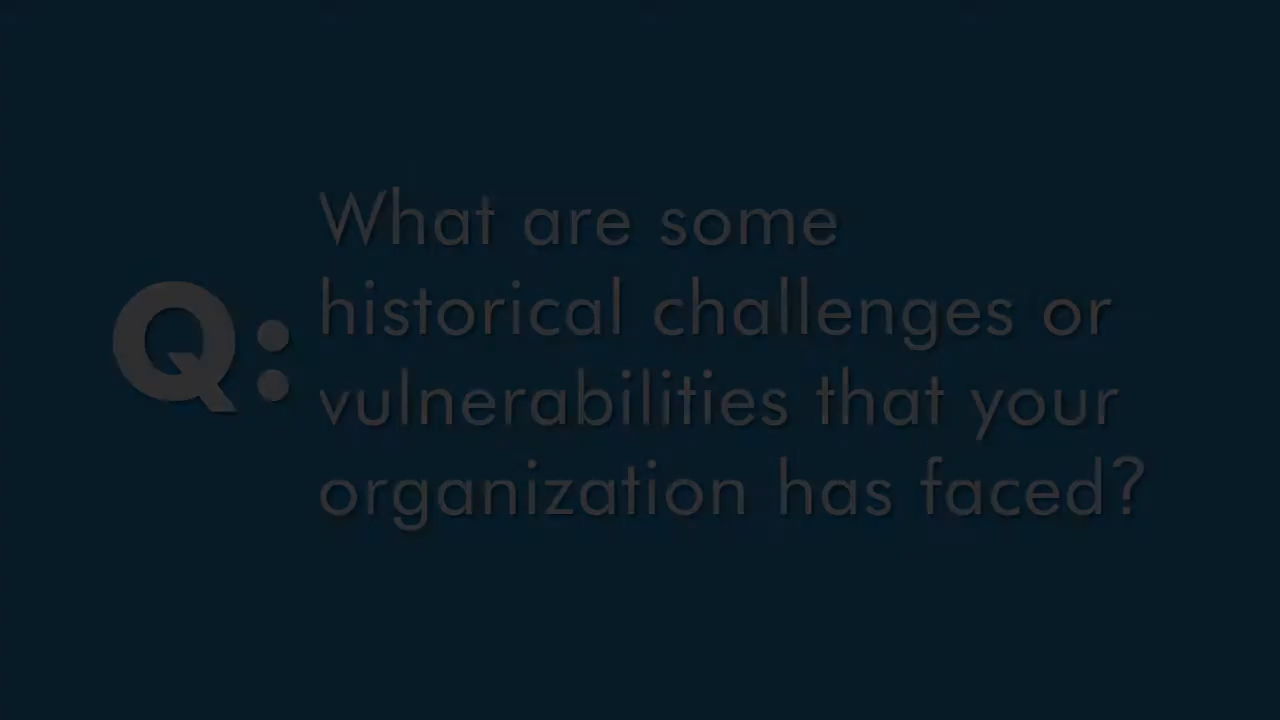 Q:
What are some
historical challenges or
vulnerabilities that your
organization has faced?